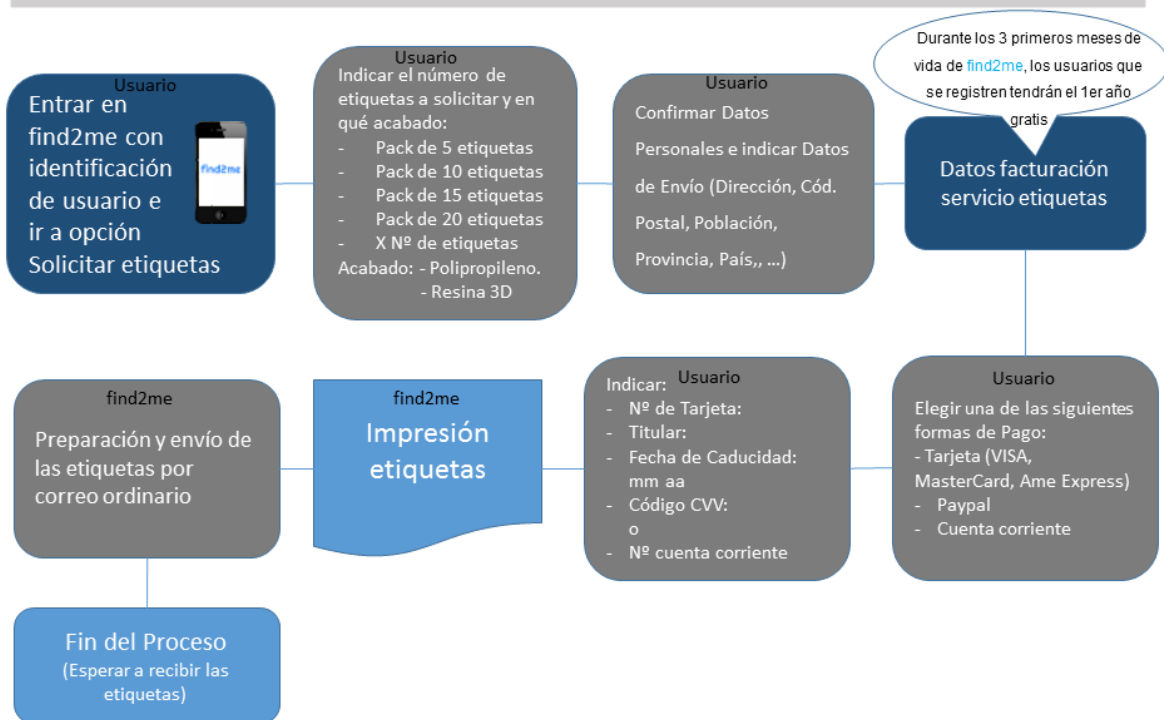 Usuario
Entrar en
find2me con
identificación
de usuario e
ir a opción
Solicitar etiquetas
find2me
Usuario
Indicar el número de
etiquetas a solicitar y en
qué acabado:
- Pack de 5 etiquetas
- Pack de 10 etiquetas
- Pack de 15 etiquetas
- Pack de 20 etiquetas
- X Nº de etiquetas
Acabado: - Polipropileno.
- Resina 3D
Usuario
Confirmar Datos
Personales e indicar Datos
de Envío (Dirección, Cód.
Postal, Población,
Provincia, País,, ...)
Durante los 3 primeros meses de
vida de find2me, los usuarios que
se registren tendrán el 1er año
gratis
Datos facturación
servicio etiquetas
Usuario
Elegir una de las siguientes
formas de Pago:
- Tarjeta (VISA,
MasterCard, Ame Express)
- Paypal
- Cuenta corriente
Usuario
Indicar:
- Nº de Tarjeta:
- Titular:
- Fecha de Caducidad:
mm aa
- Código CVV:
o
- Nº cuenta corriente
find2me
Impresión
etiquetas
find2me
Preparación y envío de
las etiquetas por
correo ordinario
Fin del Proceso
(Esperar a recibir las
etiquetas)